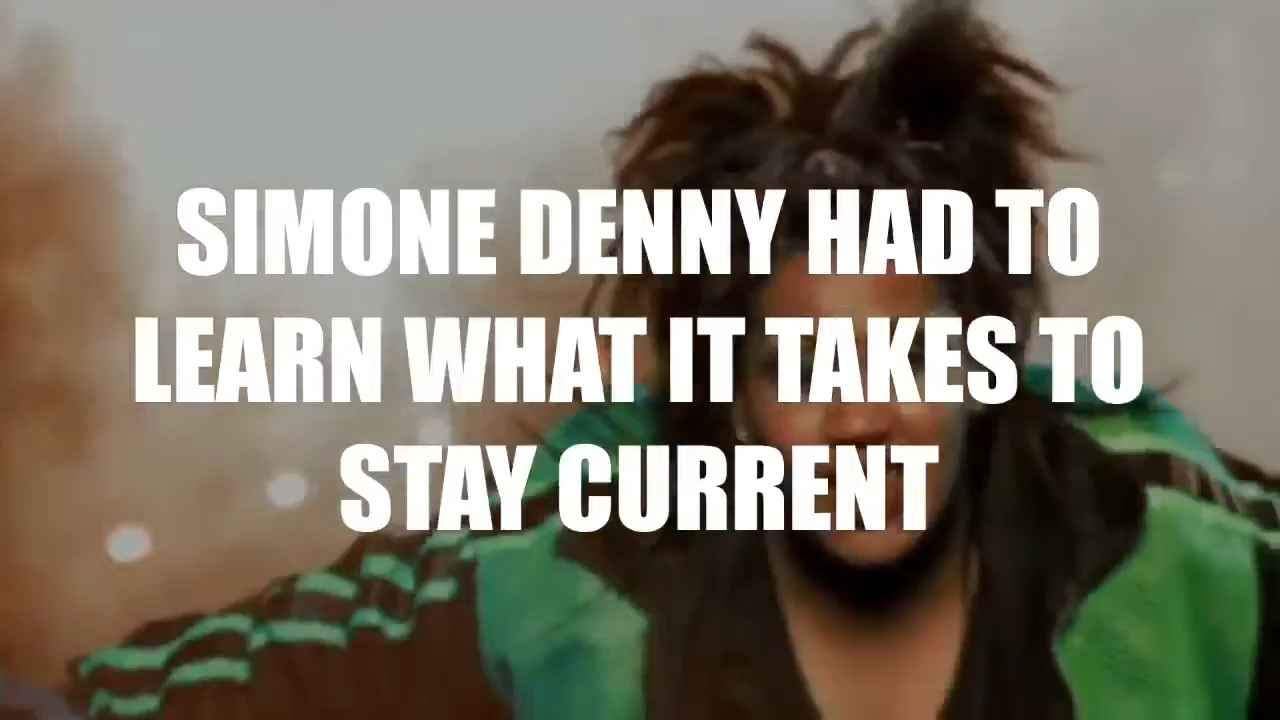 SIMONE DENNY HAD TO
LEARN WHAT IT TAKES TO
STAY CURRENT